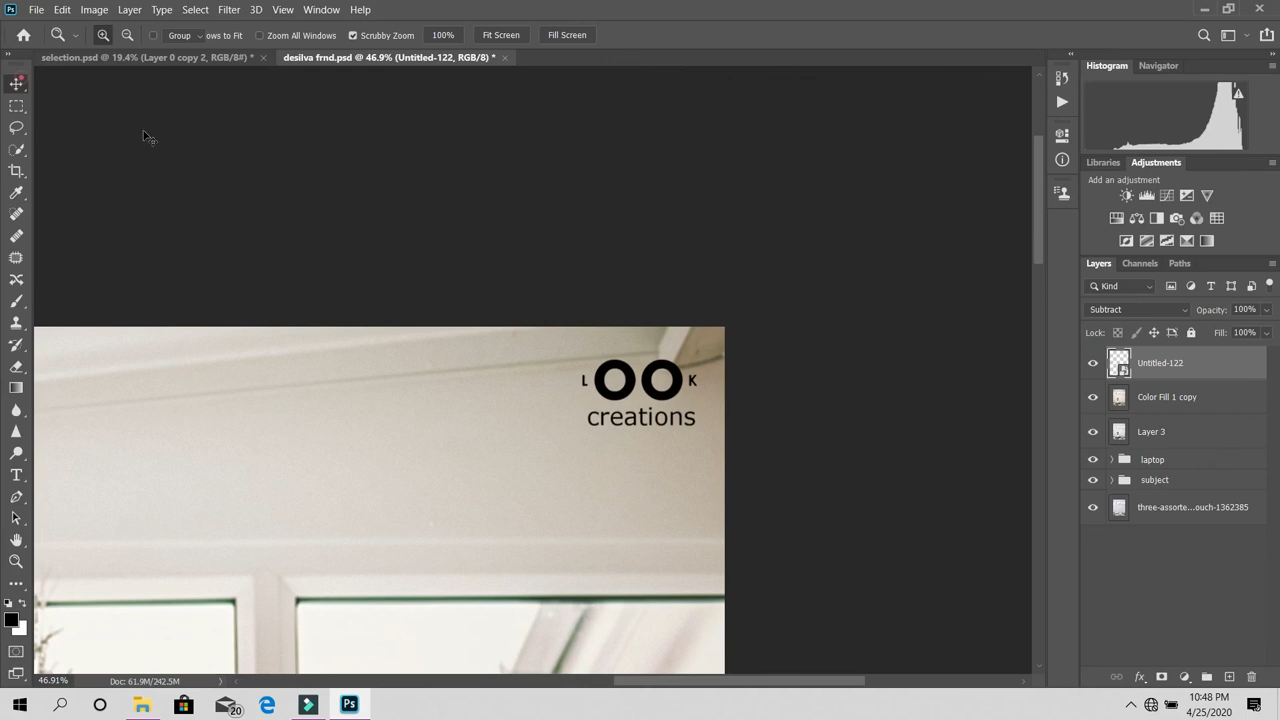 Ps File Edit Image Layer Type Select Filter 3D View Window Help
Group ows to Fit Zoom All Windows Scrubby Zoom 100% Fit Screen Fill Screen
selection.psd @ 19.4% (Layer 0 copy 2, RGB/8#) * × desilva frnd.psd @ 46.9% (Untitled-122, RGB/8) * ×
Histogram Navigator
Libraries Adjustments
Add an adjustment
Layers Channels Paths
Kind
Subtract Opacity: 100%
Lock: Fill: 100%
Untitled-122
Color Fill 1 copy
Layer 3
laptop
subject
three-assorte...ouch-1362385
L OO K
creations
46.91% Doc: 61.9M/242.5M
20
Ps
10:48 PM
4/25/2020